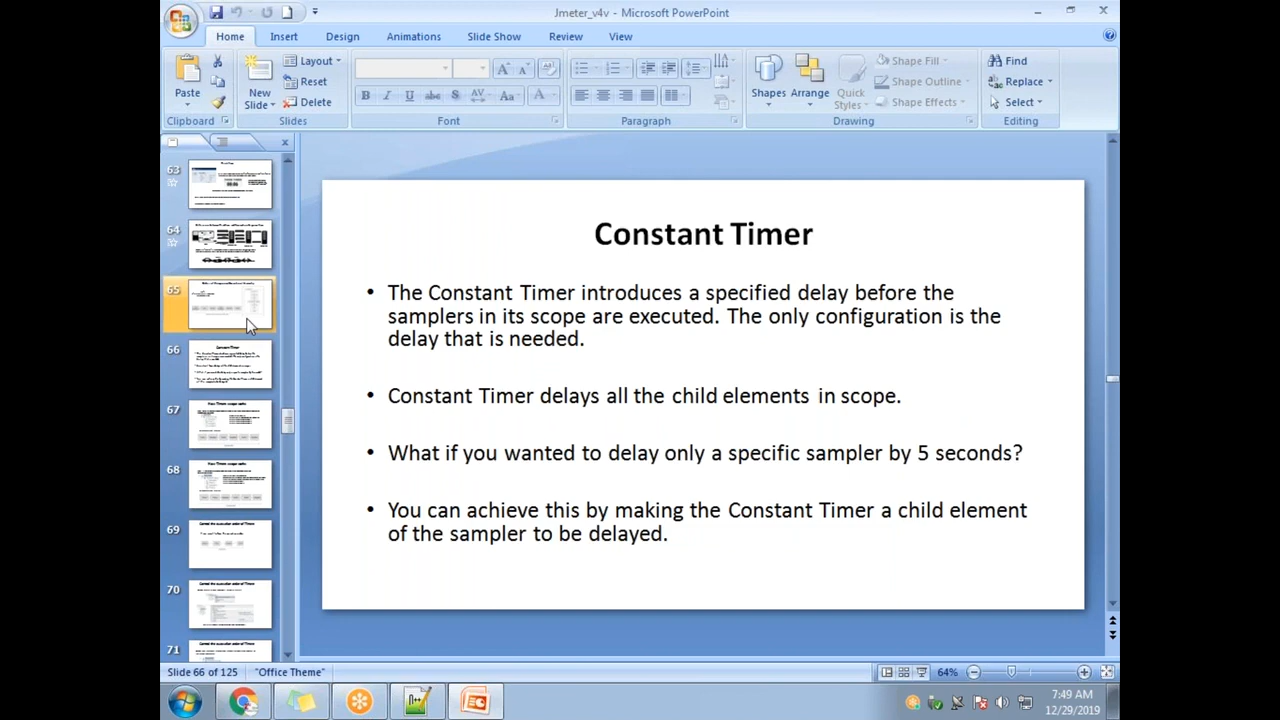 Jmeter_v4v - Microsoft PowerPoint
Home Insert Design Animations Slide Show Review View
Paste
Clipboard
New Slide
Layout
Reset
Delete
Slides
B I U abe S AV Aa A
Font
Paragraph
Shapes
Arrange
Quick Styles
Shape Fill
Shape Outline
Shape Effects
Drawing
Find
Replace
Select
Editing
63
64
65
66
Constant Timer
67
68
69
70
71
Constant Timer
• The Constant Timer introduces a specified delay before the
samplers in its scope are executed. The only configuration is the
delay that is needed.
• Constant Timer delays all the child elements in scope.
• What if you wanted to delay only a specific sampler by 5 seconds?
• You can achieve this by making the Constant Timer a child element
of the sampler to be delayed.
Slide 66 of 125 "Office Theme" 64%
7:49 AM
12/29/2019